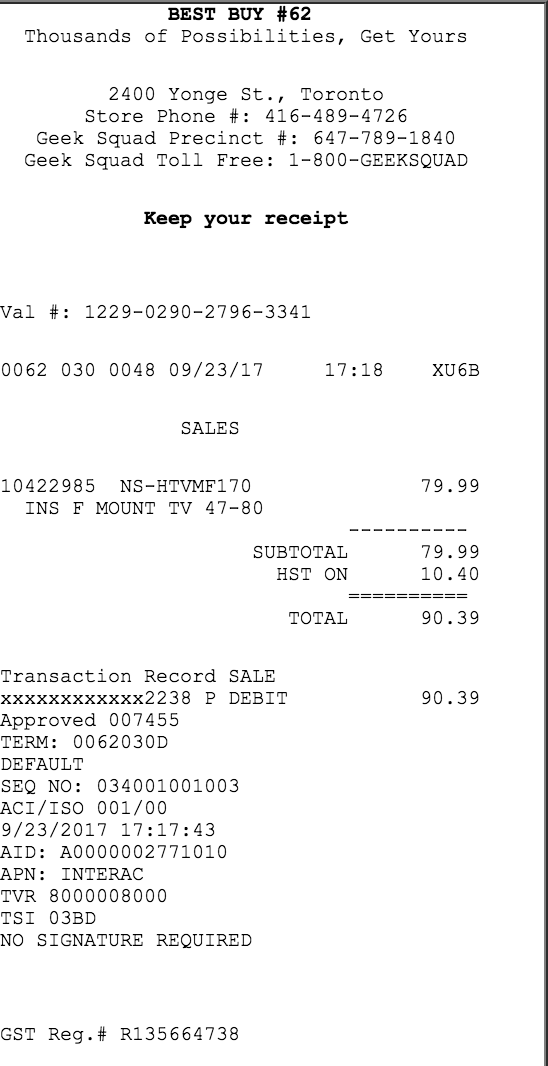 BEST BUY #62
Thousands of Possibilities, Get Yours
2400 Yonge St., Toronto
Store Phone #: 416-489-4726
Geek Squad Precinct #: 647-789-1840
Geek Squad Toll Free: 1-800-GEEKSQUAD
Keep your receipt
Val #: 1229-0290-2796-3341
0062 030 0048 09/23/17 17:18 XU6B
SALES
10422985 NS-HTVMF170 79.99
INS F MOUNT TV 47-80
----------
SUBTOTAL 79.99
HST ON 10.40
==========
TOTAL 90.39
Transaction Record SALE
xxxxxxxxxxxx2238 P DEBIT 90.39
Approved 007455
TERM: 0062030D
DEFAULT
SEQ NO: 034001001003
ACI/ISO 001/00
9/23/2017 17:17:43
AID: A0000002771010
APN: INTERAC
TVR 8000008000
TSI 03BD
NO SIGNATURE REQUIRED
GST Reg.# R135664738